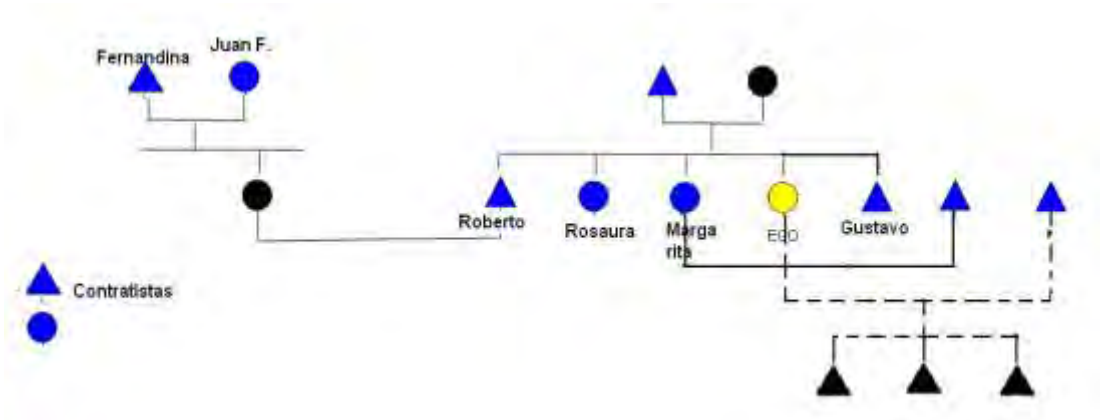 Juan F.
Fernandina
Roberto
Rosaura
Marga
rita
EGO
Gustavo
Contratistas